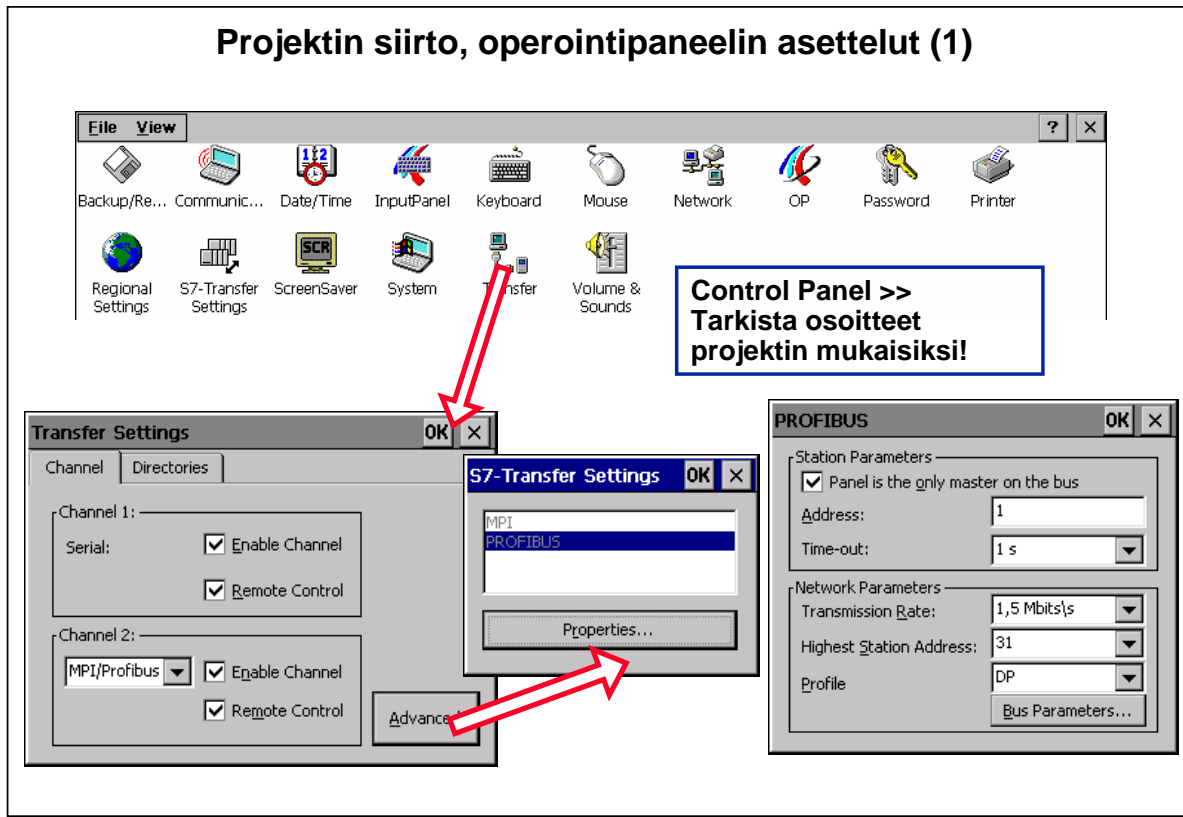 Projektin siirto, operointipaneelin asettelut (1)
File View ? ×
Backup/Re... Communic... Date/Time InputPanel Keyboard Mouse Network OP Password Printer
SCR
Regional Settings S7-Transfer Settings ScreenSaver System Transfer Volume & Sounds
Control Panel >>
Tarkista osoitteet
projektin mukaisiksi!
Transfer Settings OK ×
Channel Directories
Channel 1:
Serial: Enable Channel
Remote Control
Channel 2:
MPI/Profibus Enable Channel
Remote Control
Advanced
S7-Transfer Settings OK ×
MPI
PROFIBUS
Properties...
PROFIBUS OK ×
Station Parameters
Panel is the only master on the bus
Address: 1
Time-out: 1 s
Network Parameters
Transmission Rate: 1,5 Mbits\s
Highest Station Address: 31
Profile DP
Bus Parameters...